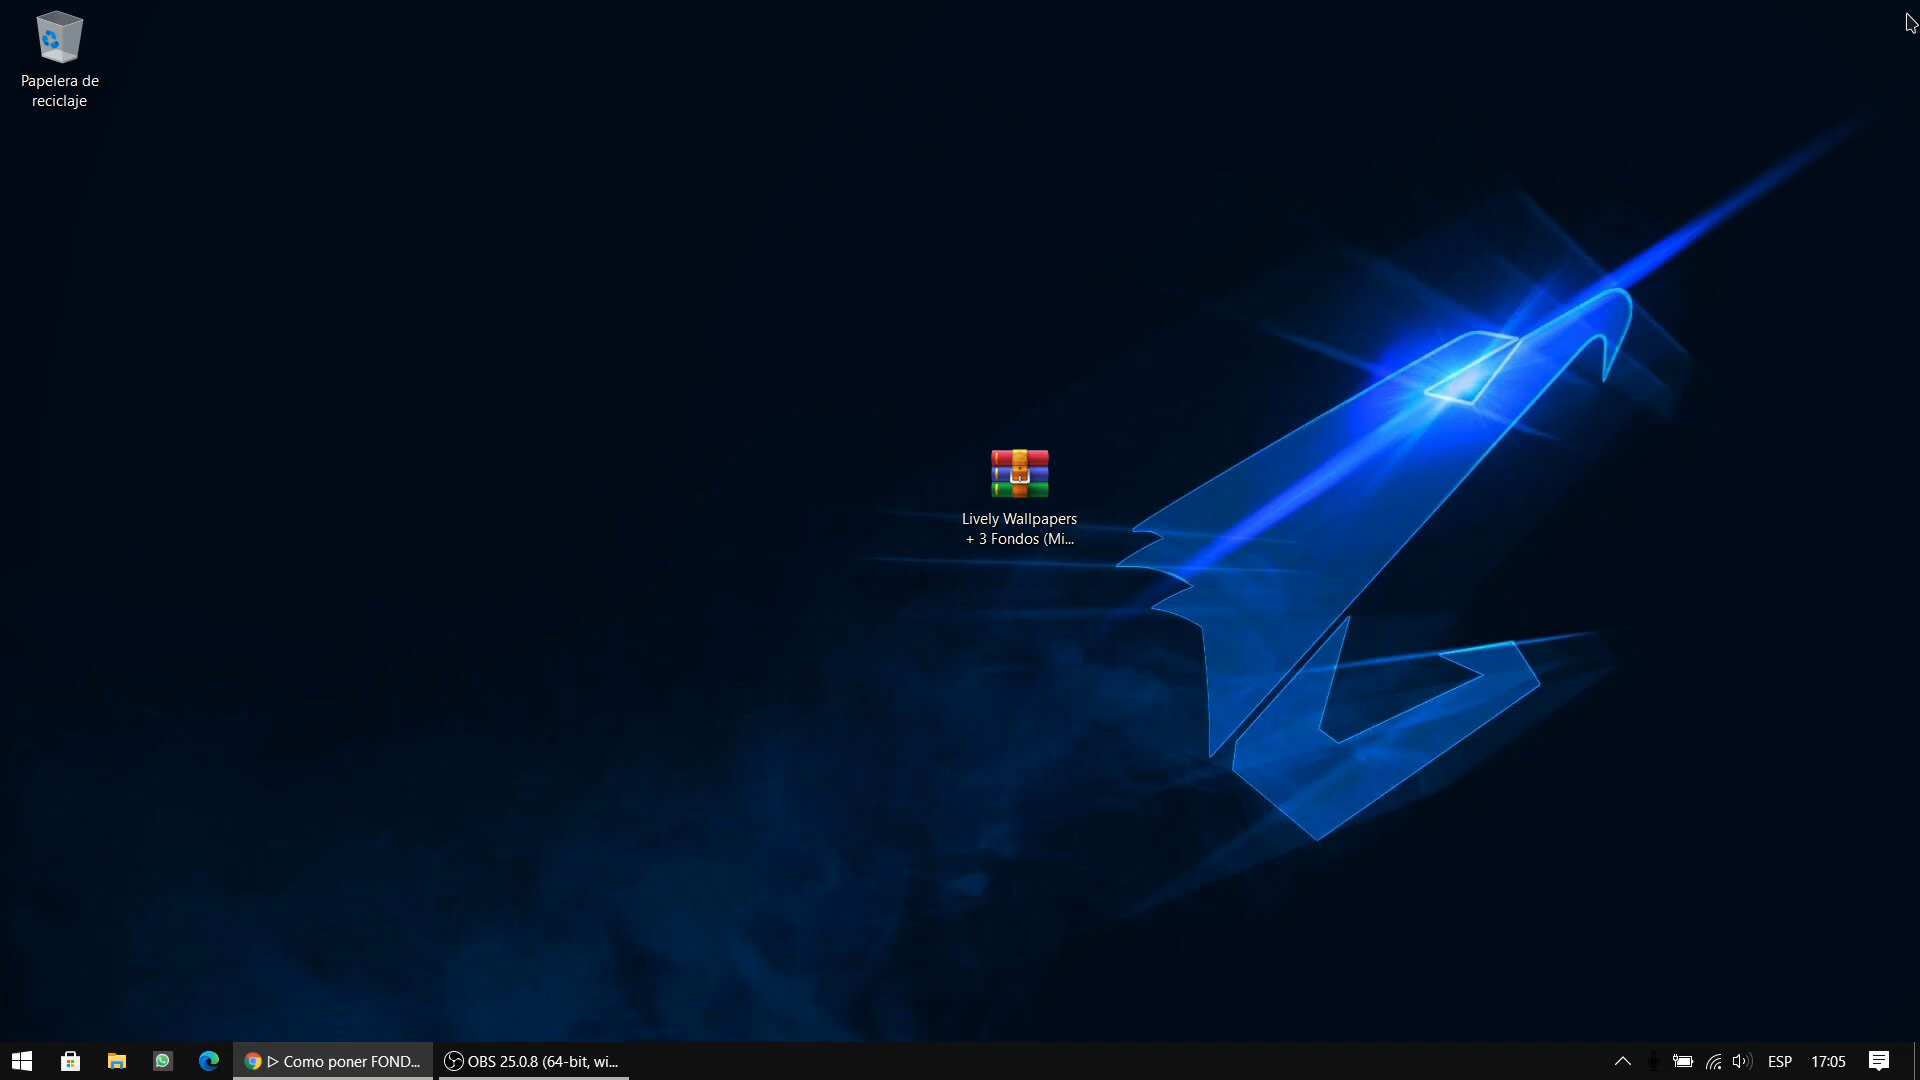 Papelera de
reciclaje
Lively Wallpapers
+ 3 Fondos (Mi...
▷ Como poner FOND...
OBS 25.0.8 (64-bit, wi...
ESP
17:05